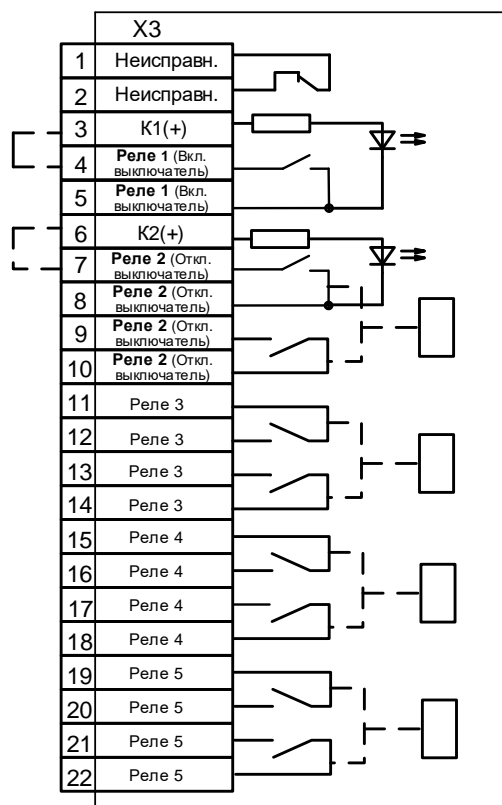 X3
1 Неисправн.
2 Неисправн.
3 К1(+)
4 Реле 1 (Вкл.
выключатель)
5 Реле 1 (Вкл.
выключатель)
6 К2(+)
7 Реле 2 (Откл.
выключатель)
8 Реле 2 (Откл.
выключатель)
9 Реле 2 (Откл.
выключатель)
10 Реле 2 (Откл.
выключатель)
11 Реле 3
12 Реле 3
13 Реле 3
14 Реле 3
15 Реле 4
16 Реле 4
17 Реле 4
18 Реле 4
19 Реле 5
20 Реле 5
21 Реле 5
22 Реле 5